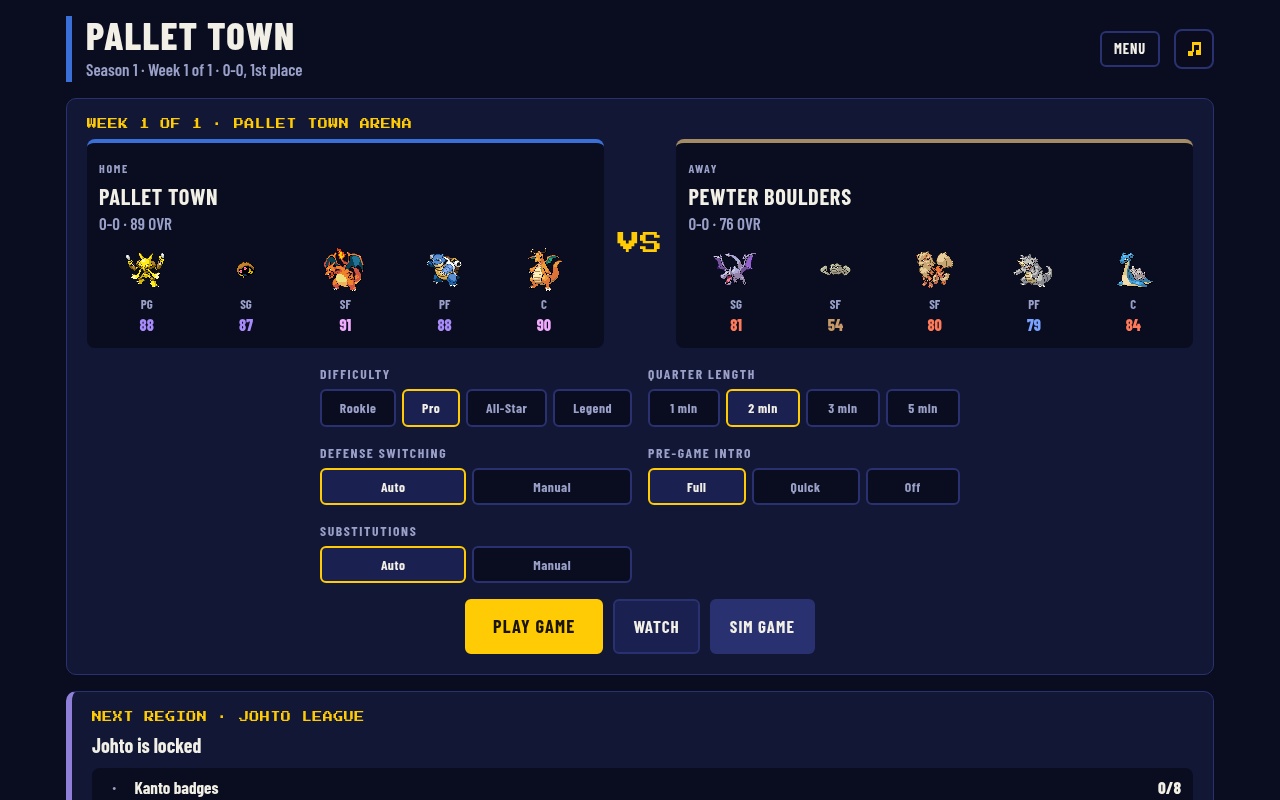 PALLET TOWN
Season 1 · Week 1 of 1 · 0-0, 1st place
MENU
WEEK 1 OF 1 · PALLET TOWN ARENA
HOME
PALLET TOWN
0-0 · 89 OVR
PG SG SF PF C
88 87 91 88 90
VS
AWAY
PEWTER BOULDERS
0-0 · 76 OVR
SG SF SF PF C
81 54 80 79 84
DIFFICULTY
Rookie Pro All-Star Legend
QUARTER LENGTH
1 min 2 min 3 min 5 min
DEFENSE SWITCHING
Auto Manual
PRE-GAME INTRO
Full Quick Off
SUBSTITUTIONS
Auto Manual
PLAY GAME WATCH SIM GAME
NEXT REGION · JOHTO LEAGUE
Johto is locked
· Kanto badges 0/8